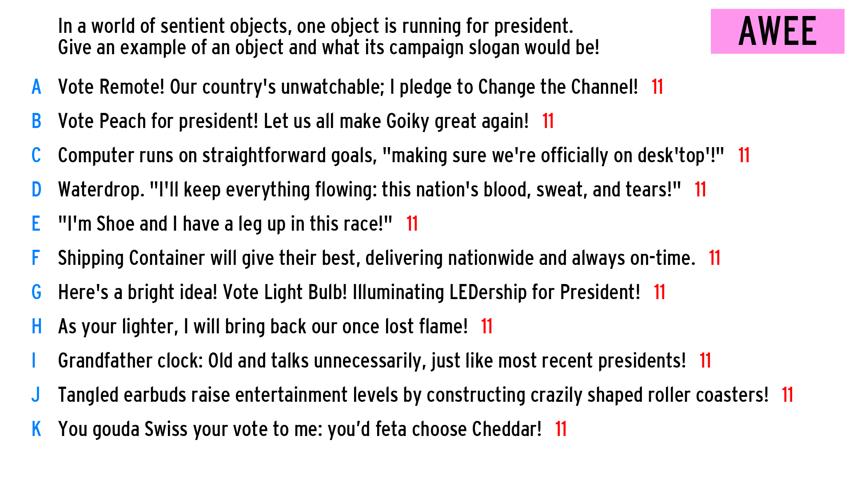 In a world of sentient objects, one object is running for president.
Give an example of an object and what its campaign slogan would be!
AWEE
A Vote Remote! Our country's unwatchable; I pledge to Change the Channel! 11
B Vote Peach for president! Let us all make Goiky great again! 11
C Computer runs on straightforward goals, "making sure we're officially on desk'top'!" 11
D Waterdrop. "I'll keep everything flowing: this nation's blood, sweat, and tears!" 11
E "I'm Shoe and I have a leg up in this race!" 11
F Shipping Container will give their best, delivering nationwide and always on-time. 11
G Here's a bright idea! Vote Light Bulb! Illuminating LEDership for President! 11
H As your lighter, I will bring back our once lost flame! 11
I Grandfather clock: Old and talks unnecessarily, just like most recent presidents! 11
J Tangled earbuds raise entertainment levels by constructing crazily shaped roller coasters! 11
K You gouda Swiss your vote to me: you’d feta choose Cheddar! 11